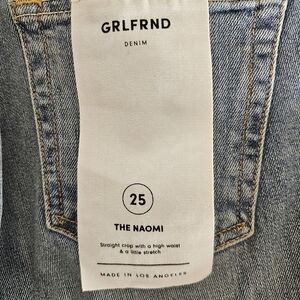 GRLFRND
DENIM
25
THE NAOMI
Straight crop with a high waist
& a little stretch
MADE IN LOS ANGELES